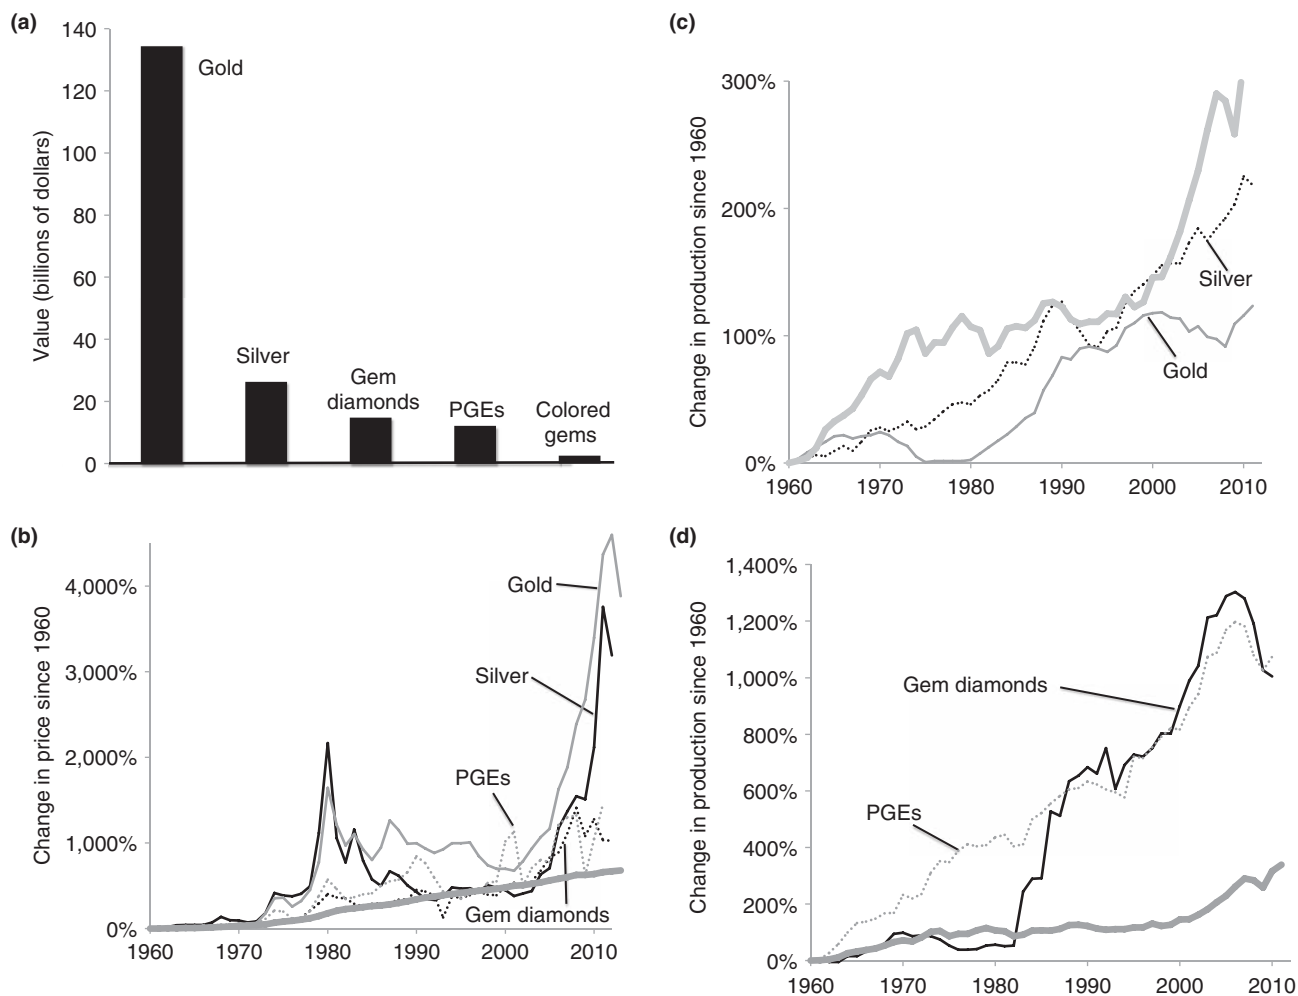 (a)
140
120
100
80
60
40
20
0
Value (billions of dollars)
Gold
Silver
Gem
diamonds
PGEs
Colored
gems
(c)
300%
200%
100%
0%
Change in production since 1960
Silver
Gold
1960
1970
1980
1990
2000
2010
(b)
4,000%
3,000%
2,000%
1,000%
0%
Change in price since 1960
Gold
Silver
PGEs
Gem diamonds
1960
1970
1980
1990
2000
2010
(d)
1,400%
1,200%
1,000%
800%
600%
400%
200%
0%
Change in production since 1960
Gem diamonds
PGEs
1960
1970
1980
1990
2000
2010